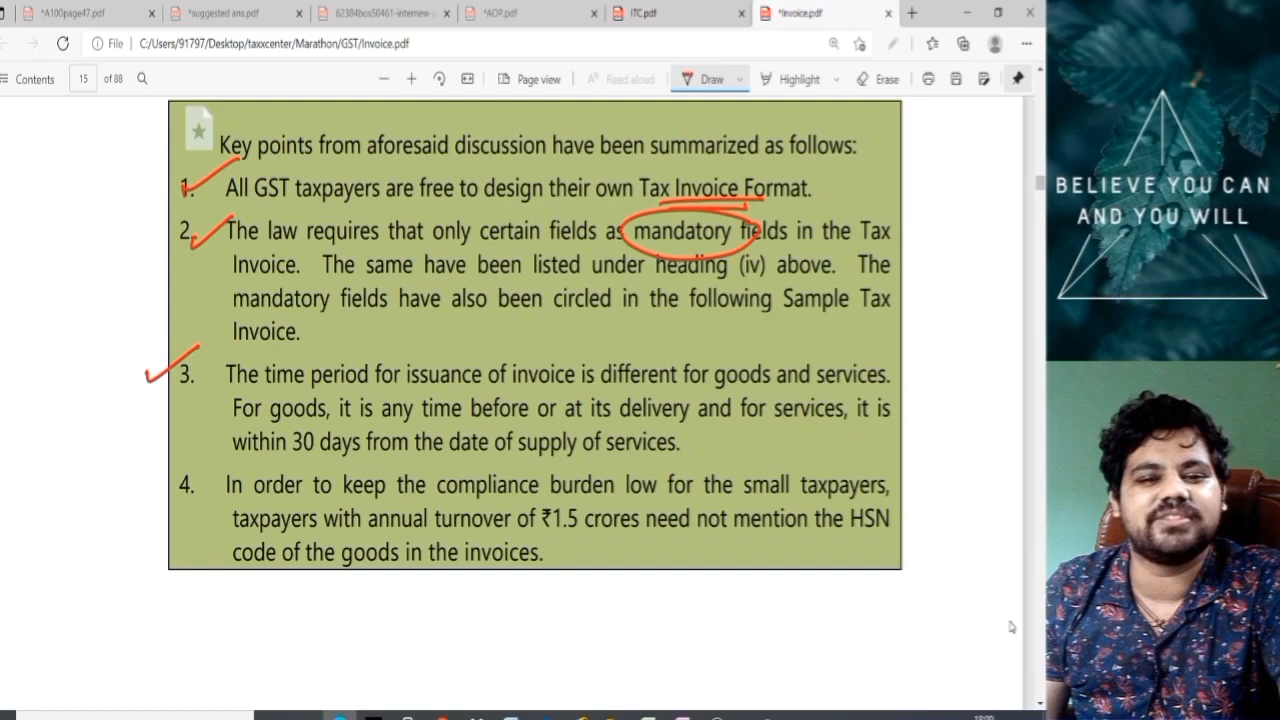 *A100page47.pdf
*suggested ans.pdf
62384bos50461-internew-
*AOP.pdf
ITC.pdf
*Invoice.pdf
File
C:/Users/91797/Desktop/taxxcenter/Marathon/GST/Invoice.pdf
Contents
15
of 88
Page view
Read aloud
Draw
Highlight
Erase
Key points from aforesaid discussion have been summarized as follows:
1. All GST taxpayers are free to design their own Tax Invoice Format.
2. The law requires that only certain fields as mandatory fields in the Tax
Invoice. The same have been listed under heading (iv) above. The
mandatory fields have also been circled in the following Sample Tax
Invoice.
3. The time period for issuance of invoice is different for goods and services.
For goods, it is any time before or at its delivery and for services, it is
within 30 days from the date of supply of services.
4. In order to keep the compliance burden low for the small taxpayers,
taxpayers with annual turnover of ₹1.5 crores need not mention the HSN
code of the goods in the invoices.
BELIEVE YOU CAN
AND YOU WILL